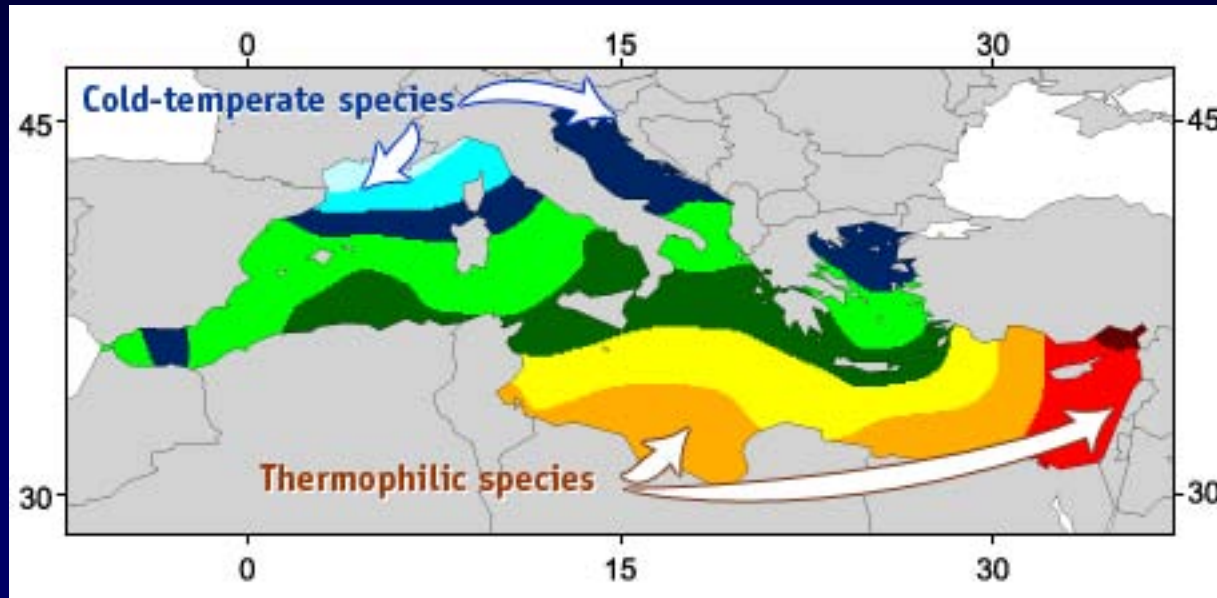 0 15 30
Cold-temperate species
45 45
Thermophilic species
30 30
0 15 30